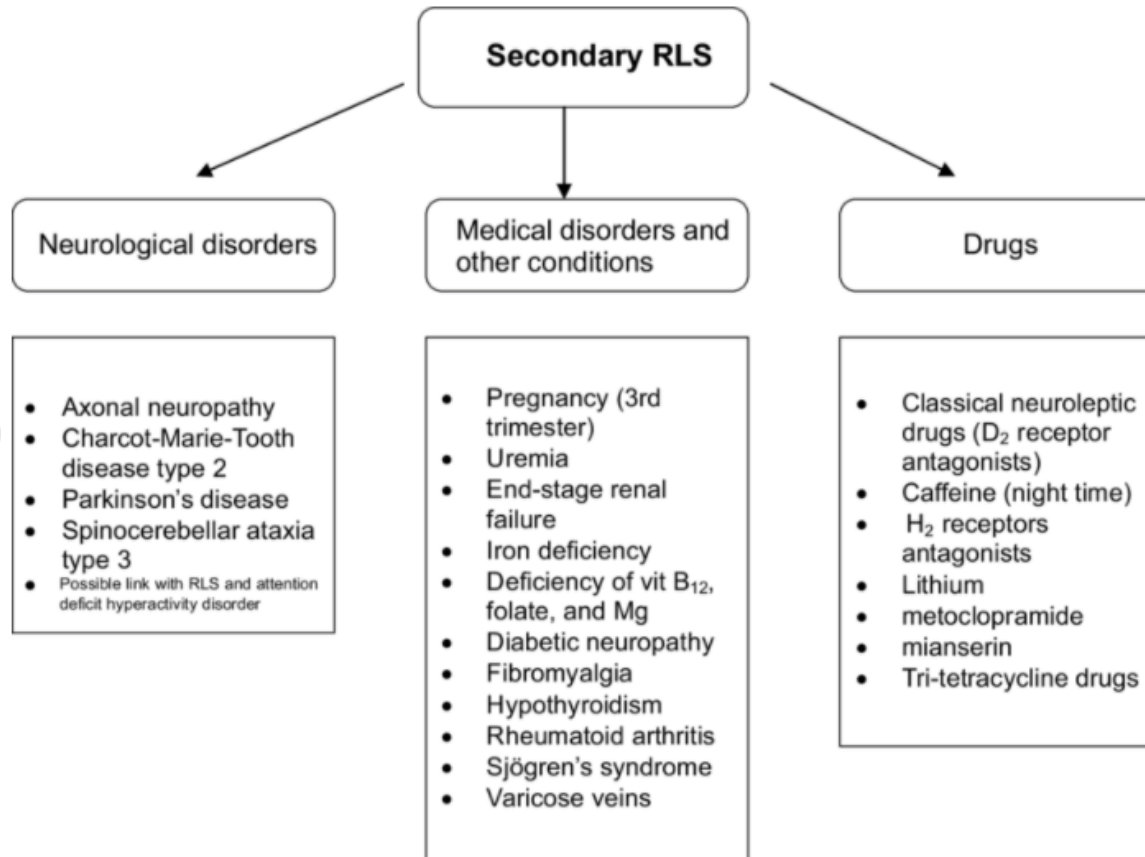 Secondary RLS
Neurological disorders
Medical disorders and
other conditions
Drugs
• Axonal neuropathy
• Charcot-Marie-Tooth
disease type 2
• Parkinson's disease
• Spinocerebellar ataxia
type 3
• Possible link with RLS and attention
deficit hyperactivity disorder
• Pregnancy (3rd
trimester)
• Uremia
• End-stage renal
failure
• Iron deficiency
• Deficiency of vit B₁₂,
folate, and Mg
• Diabetic neuropathy
• Fibromyalgia
• Hypothyroidism
• Rheumatoid arthritis
• Sjögren's syndrome
• Varicose veins
• Classical neuroleptic
drugs (D₂ receptor
antagonists)
• Caffeine (night time)
• H₂ receptors
antagonists
• Lithium
• metoclopramide
• mianserin
• Tri-tetracycline drugs